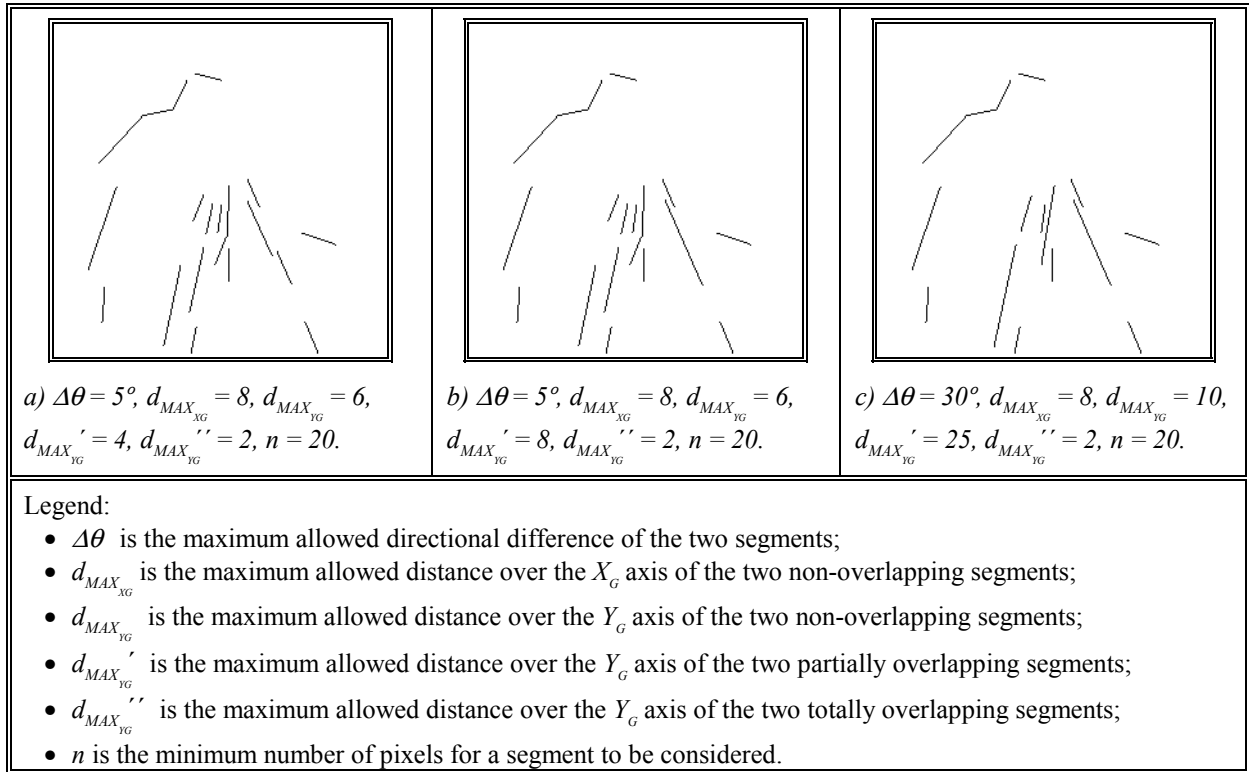 a) Δθ = 5º, d_MAX_XG = 8, d_MAX_YG = 6,
d_MAX_YG′ = 4, d_MAX_YG′′ = 2, n = 20.
b) Δθ = 5º, d_MAX_XG = 8, d_MAX_YG = 6,
d_MAX_YG′ = 8, d_MAX_YG′′ = 2, n = 20.
c) Δθ = 30º, d_MAX_XG = 8, d_MAX_YG = 10,
d_MAX_YG′ = 25, d_MAX_YG′′ = 2, n = 20.
Legend:
• Δθ is the maximum allowed directional difference of the two segments;
• d_MAX_XG is the maximum allowed distance over the X_G axis of the two non-overlapping segments;
• d_MAX_YG is the maximum allowed distance over the Y_G axis of the two non-overlapping segments;
• d_MAX_YG′ is the maximum allowed distance over the Y_G axis of the two partially overlapping segments;
• d_MAX_YG′′ is the maximum allowed distance over the Y_G axis of the two totally overlapping segments;
• n is the minimum number of pixels for a segment to be considered.